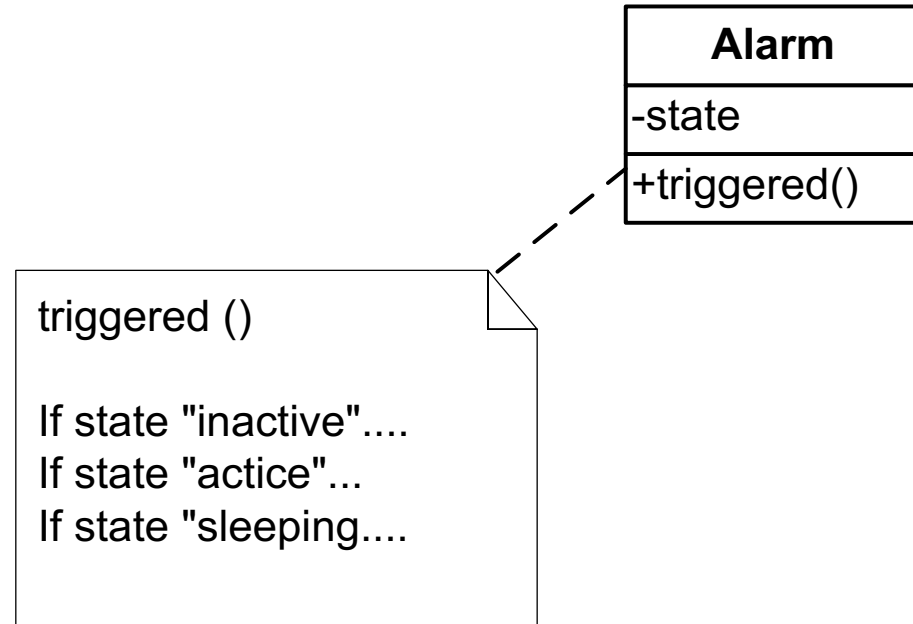 Alarm
-state
+triggered()
triggered ()
If state "inactive"....
If state "actice"...
If state "sleeping....